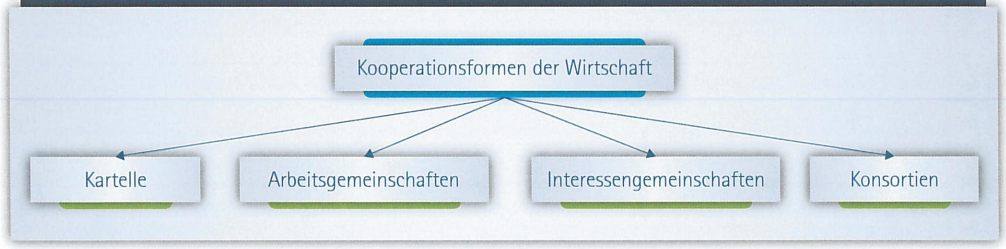 Kooperationsformen der Wirtschaft
Kartelle
Arbeitsgemeinschaften
Interessengemeinschaften
Konsortien